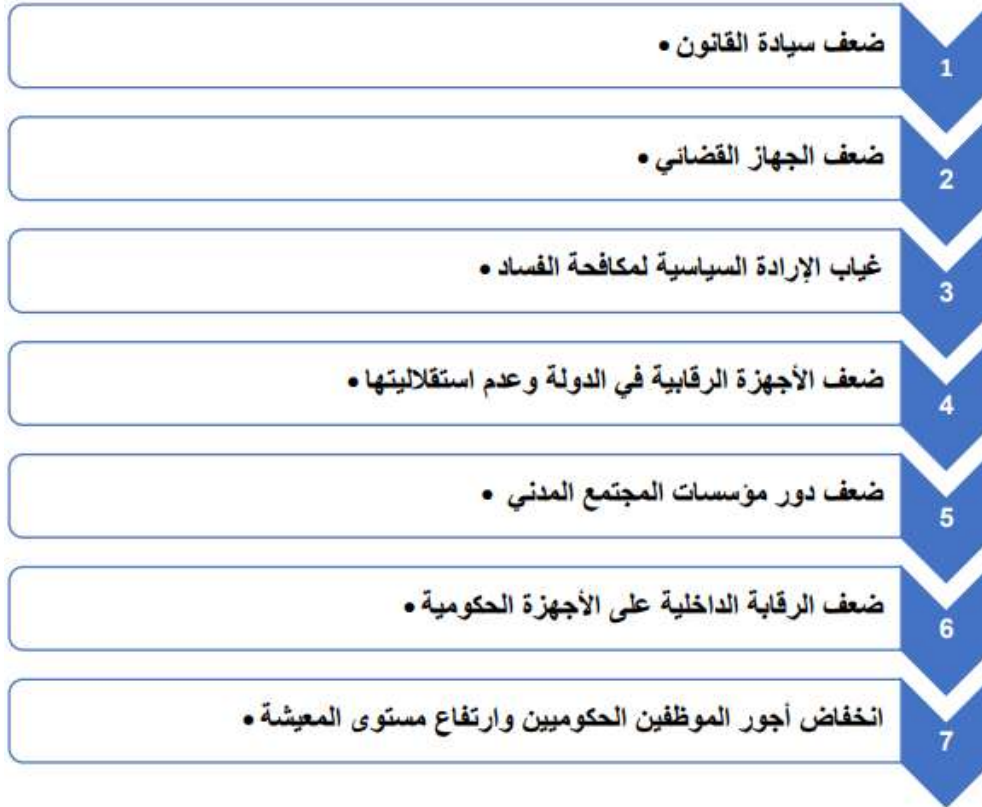 ضعف سيادة القانون •
1
ضعف الجهاز القضائي •
2
غياب الإرادة السياسية لمكافحة الفساد •
3
ضعف الأجهزة الرقابية في الدولة وعدم استقلاليتها •
4
ضعف دور مؤسسات المجتمع المدني •
5
ضعف الرقابة الداخلية على الأجهزة الحكومية •
6
انخفاض أجور الموظفين الحكوميين وارتفاع مستوى المعيشة •
7